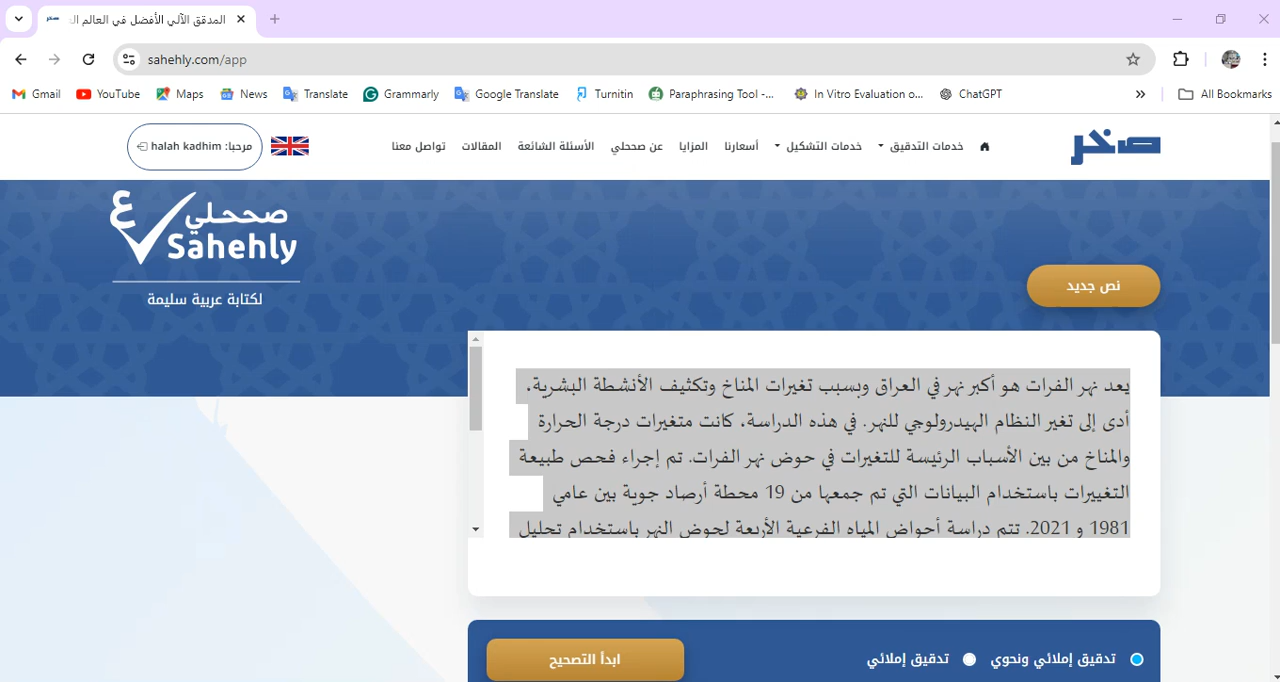 المدقق الآلي الأفضل في العالم ال
sahehly.com/app
Gmail YouTube Maps News Translate Grammarly Google Translate Turnitin Paraphrasing Tool -... In Vitro Evaluation o... ChatGPT » All Bookmarks
صخر
خدمات التدقيق خدمات التشكيل أسعارنا المزايا عن صححلي الأسئلة الشائعة المقالات تواصل معنا
مرحبا: halah kadhim
صححلي
Sahehly
لكتابة عربية سليمة
نص جديد
يعد نهر الفرات هو أكبر نهر في العراق وبسبب تغيرات المناخ وتكثيف الأنشطة البشرية،
أدى إلى تغير النظام الهيدرولوجي للنهر. في هذه الدراسة، كانت متغيرات درجة الحرارة
والمناخ من بين الأسباب الرئيسة للتغيرات في حوض نهر الفرات. تم إجراء فحص طبيعة
التغييرات باستخدام البيانات التي تم جمعها من 19 محطة أرصاد جوية بين عامي
1981 و 2021. تتم دراسة أحواض المياه الفرعية الأربعة لحوض النهر باستخدام تحليل
تدقيق إملائي ونحوي تدقيق إملائي
ابدأ التصحيح